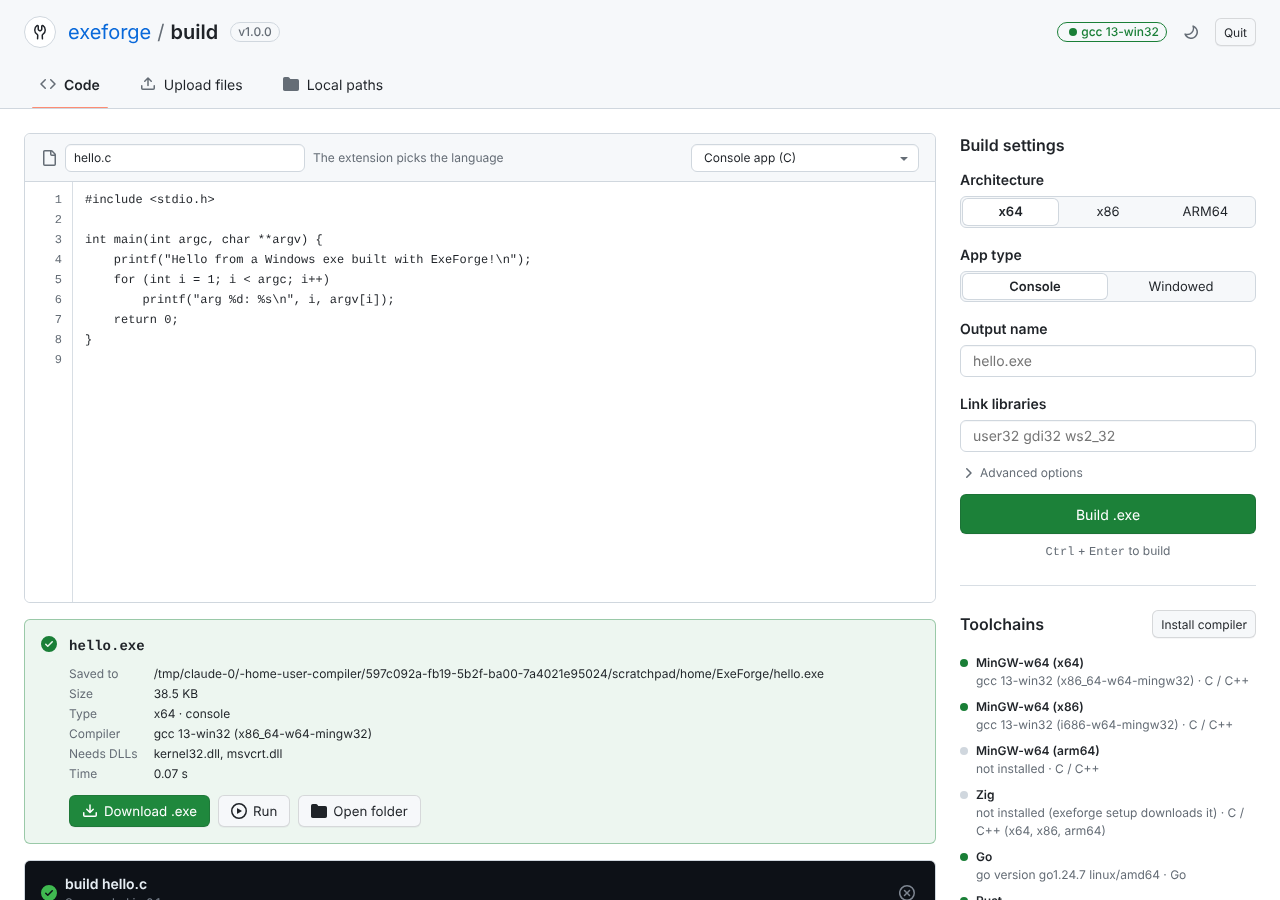 exeforge / build v1.0.0
gcc 13-win32
Quit
Code
Upload files
Local paths
hello.c
The extension picks the language
Console app (C)
1 #include <stdio.h>
2
3 int main(int argc, char **argv) {
4     printf("Hello from a Windows exe built with ExeForge!\n");
5     for (int i = 1; i < argc; i++)
6         printf("arg %d: %s\n", i, argv[i]);
7     return 0;
8 }
9
hello.exe
Saved to /tmp/claude-0/-home-user-compiler/597c092a-fb19-5b2f-ba00-7a4021e95024/scratchpad/home/ExeForge/hello.exe
Size 38.5 KB
Type x64 · console
Compiler gcc 13-win32 (x86_64-w64-mingw32)
Needs DLLs kernel32.dll, msvcrt.dll
Time 0.07 s
Download .exe
Run
Open folder
build hello.c
Build settings
Architecture
x64
x86
ARM64
App type
Console
Windowed
Output name
hello.exe
Link libraries
user32 gdi32 ws2_32
Advanced options
Build .exe
Ctrl + Enter to build
Toolchains
Install compiler
MinGW-w64 (x64)
gcc 13-win32 (x86_64-w64-mingw32) · C / C++
MinGW-w64 (x86)
gcc 13-win32 (i686-w64-mingw32) · C / C++
MinGW-w64 (arm64)
not installed · C / C++
Zig
not installed (exeforge setup downloads it) · C /
C++ (x64, x86, arm64)
Go
go version go1.24.7 linux/amd64 · Go